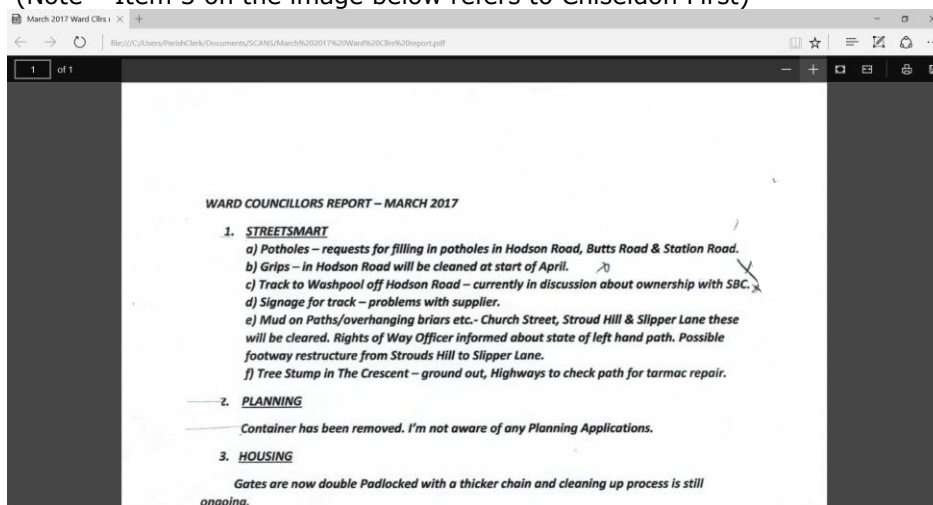 (Note – Item 5 on the image below refers to Chiseldon First)
March 2017 Ward Cllrs
file:///C:/Users/ParishClerk/Documents/SCANS/March%202017%20Ward%20Cllrs%20report.pdf
1 of 1
WARD COUNCILLORS REPORT – MARCH 2017
1. STREETSMART
a) Potholes – requests for filling in potholes in Hodson Road, Butts Road & Station Road.
b) Grips – in Hodson Road will be cleaned at start of April.
c) Track to Washpool off Hodson Road – currently in discussion about ownership with SBC.
d) Signage for track – problems with supplier.
e) Mud on Paths/overhanging briars etc.- Church Street, Stroud Hill & Slipper Lane these
will be cleared. Rights of Way Officer informed about state of left hand path. Possible
footway restructure from Strouds Hill to Slipper Lane.
f) Tree Stump in The Crescent – ground out, Highways to check path for tarmac repair.
2. PLANNING
Container has been removed. I'm not aware of any Planning Applications.
3. HOUSING
Gates are now double Padlocked with a thicker chain and cleaning up process is still
ongoing.